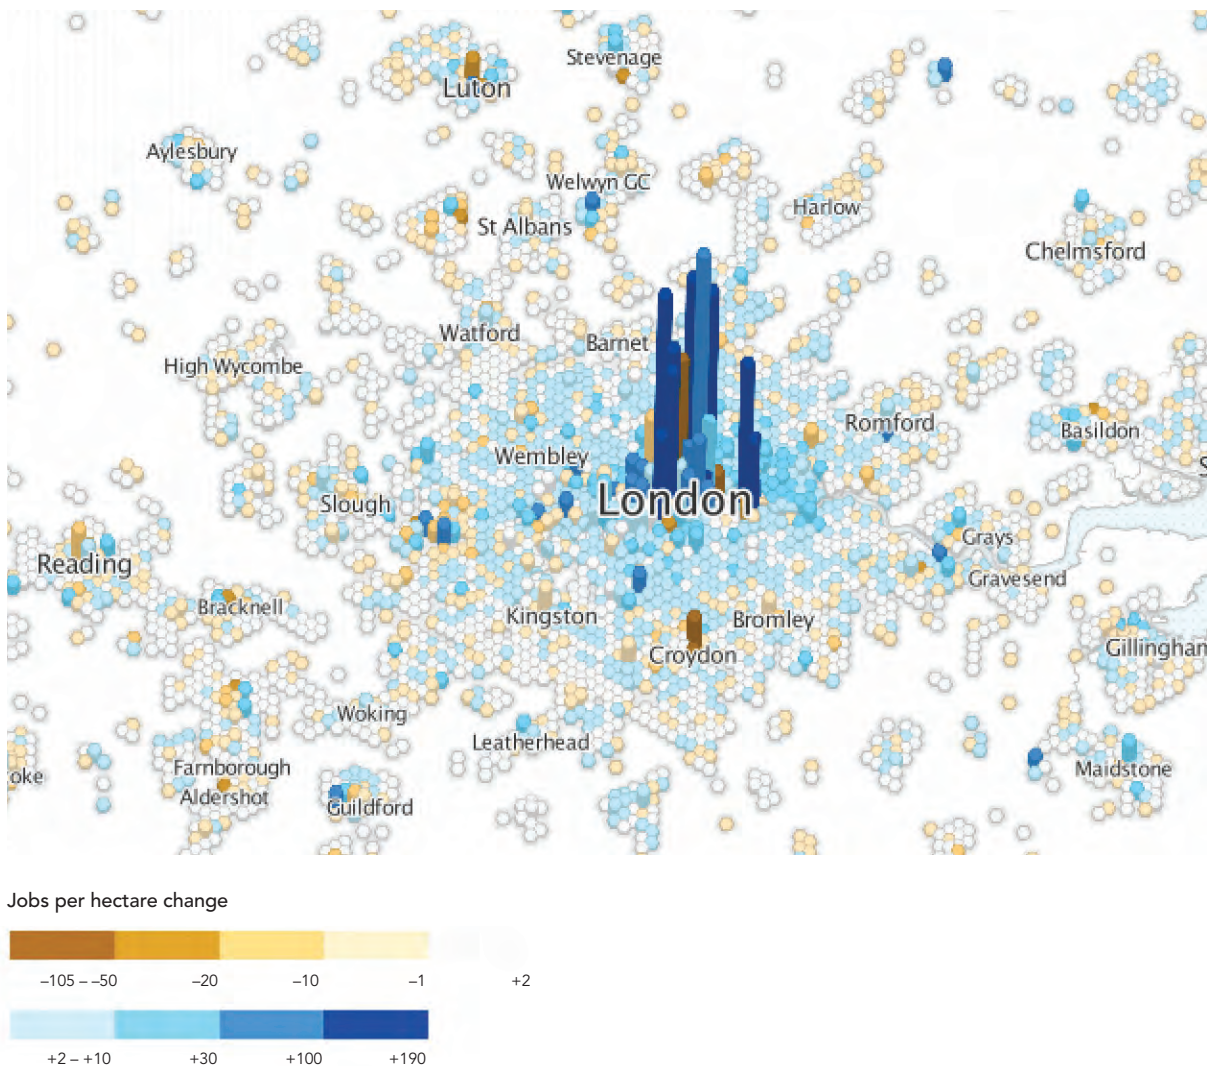 Stevenage
Luton
Aylesbury
Welwyn GC
Harlow
St Albans
Chelmsford
Watford
Barnet
High Wycombe
Romford
Basildon
Wembley
S
London
Slough
Grays
Reading
Gravesend
Bracknell
Kingston
Bromley
Croydon
Gillingham
Woking
Leatherhead
Farnborough
Maidstone
oke
Aldershot
Guildford
Jobs per hectare change
–105 – –50 –20 –10 –1 +2
+2 – +10 +30 +100 +190